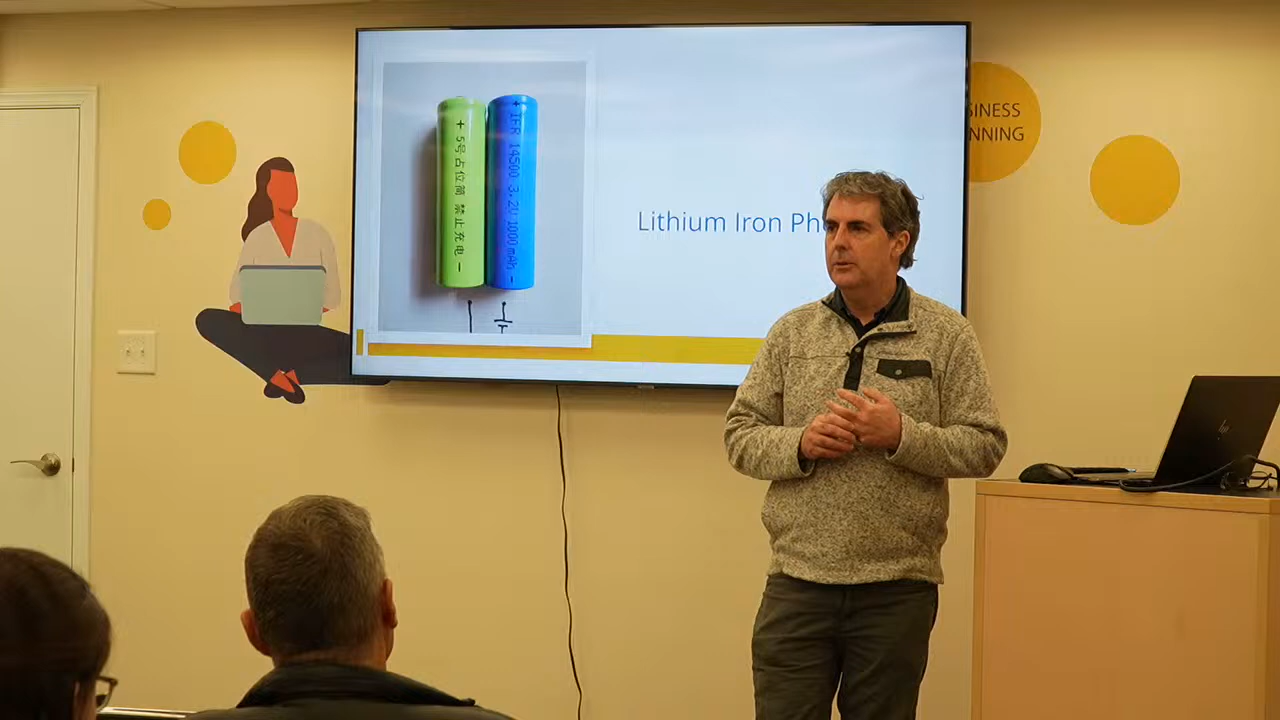 + 5号占位筒 禁止充电 -
+ IFR 14500 3.2V 1000mAh -
Lithium Iron Ph
SINESS
NNING
hp